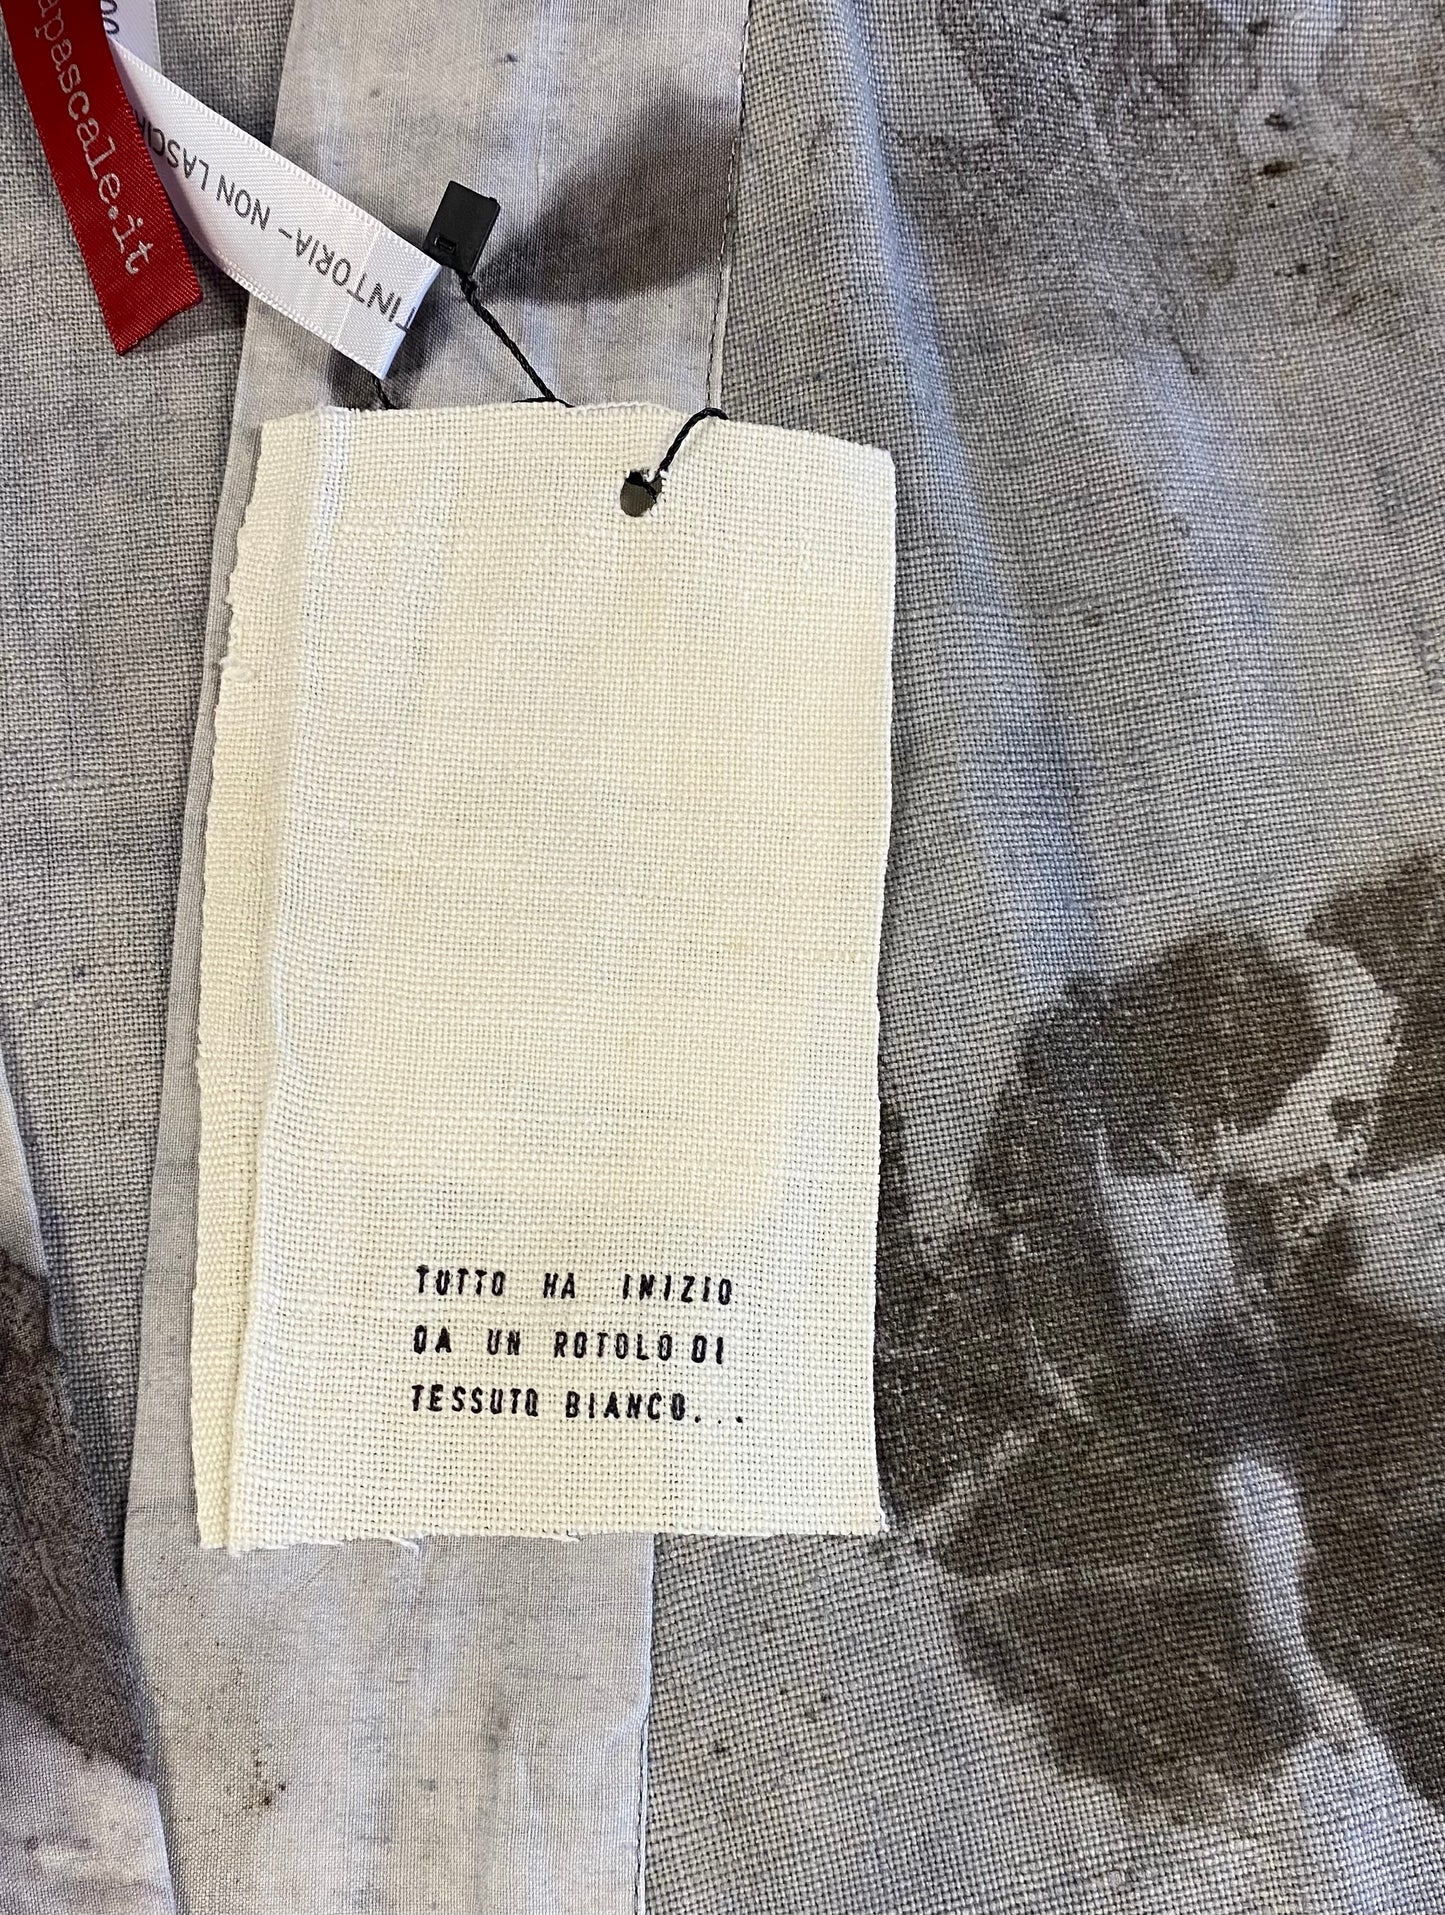 apascale.it
TINTORIA- NON LASCI
TUTTO HA INIZIO
DA UN ROTOLO DI
TESSUTO BIANCO...